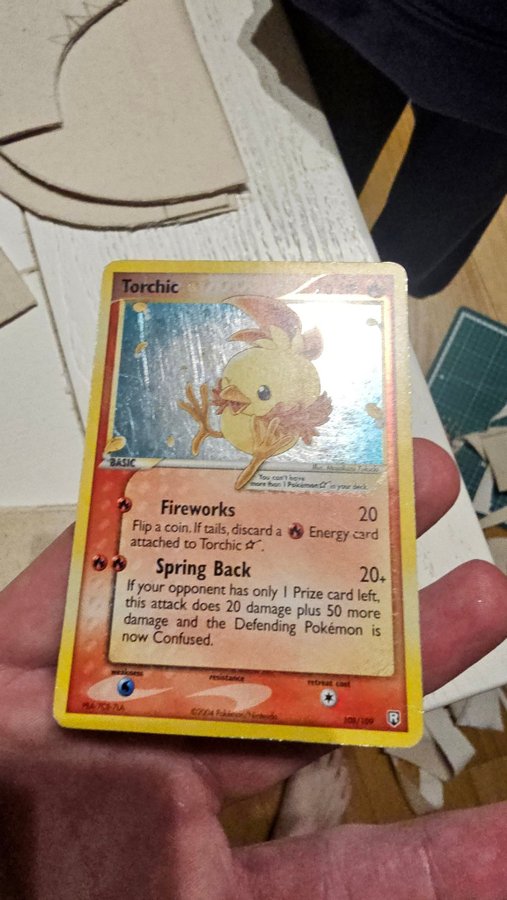 Torchic
BASIC
Illus. Masakazu Fukuda
You can't have
more than 1 Pokémon ☆ in your deck.
Fireworks 20
Flip a coin. If tails, discard a Energy card
attached to Torchic ☆.
Spring Back 20+
If your opponent has only 1 Prize card left,
this attack does 20 damage plus 50 more
damage and the Defending Pokémon is
now Confused.
weakness resistance retreat cost
©2004 Pokémon/Nintendo 108/109 R